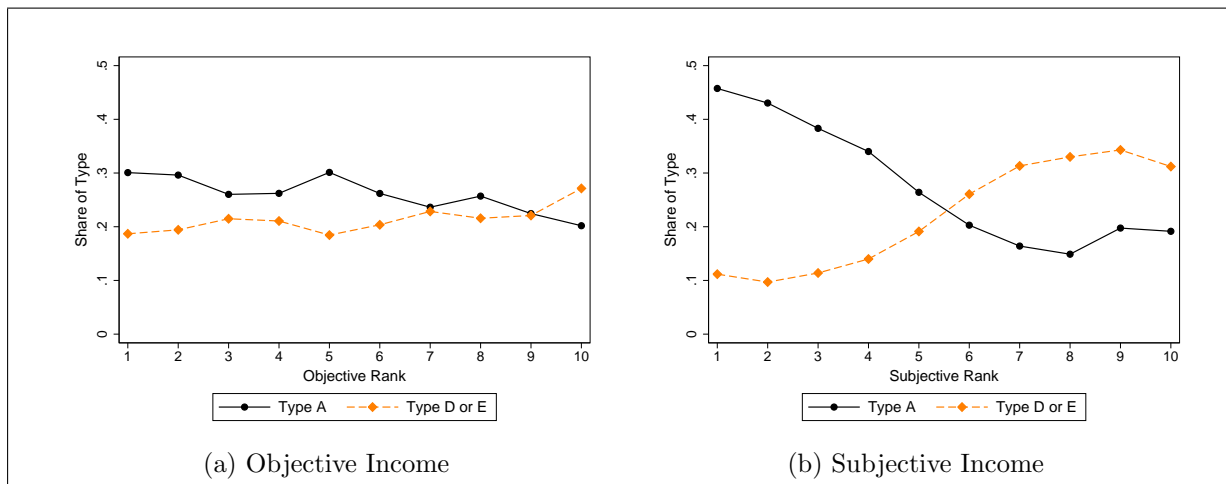 .5
.4
.3
.2
.1
0
Share of Type
1 2 3 4 5 6 7 8 9 10
Objective Rank
Type A Type D or E
(a) Objective Income
.5
.4
.3
.2
.1
0
Share of Type
1 2 3 4 5 6 7 8 9 10
Subjective Rank
Type A Type D or E
(b) Subjective Income